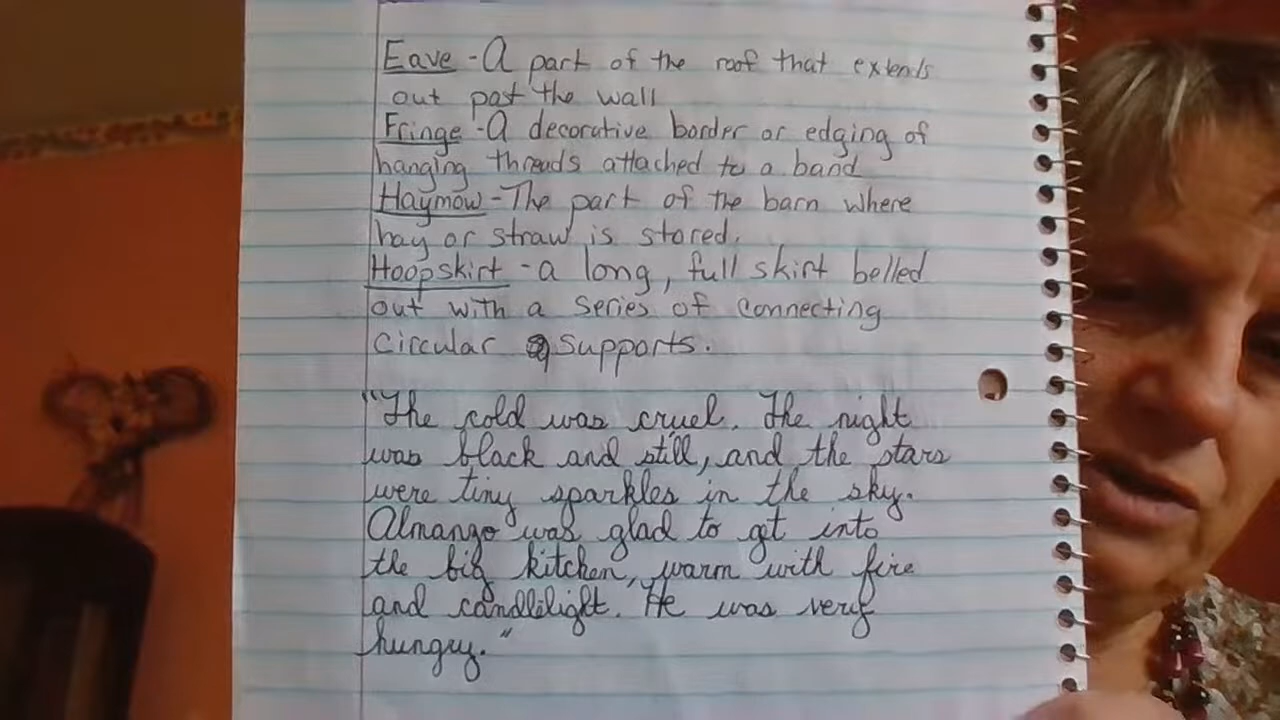 Eave - A part of the roof that extends
out past the wall
Fringe - A decorative border or edging of
hanging threads attached to a band
Haymow - The part of the barn where
hay or straw is stored.
Hoopskirt - a long, full skirt belled
out with a series of connecting
circular supports.
"The cold was cruel. The night
was black and still, and the stars
were tiny sparkles in the sky.
Almanzo was glad to get into
the big kitchen, warm with fire
and candlelight. He was very
hungry."